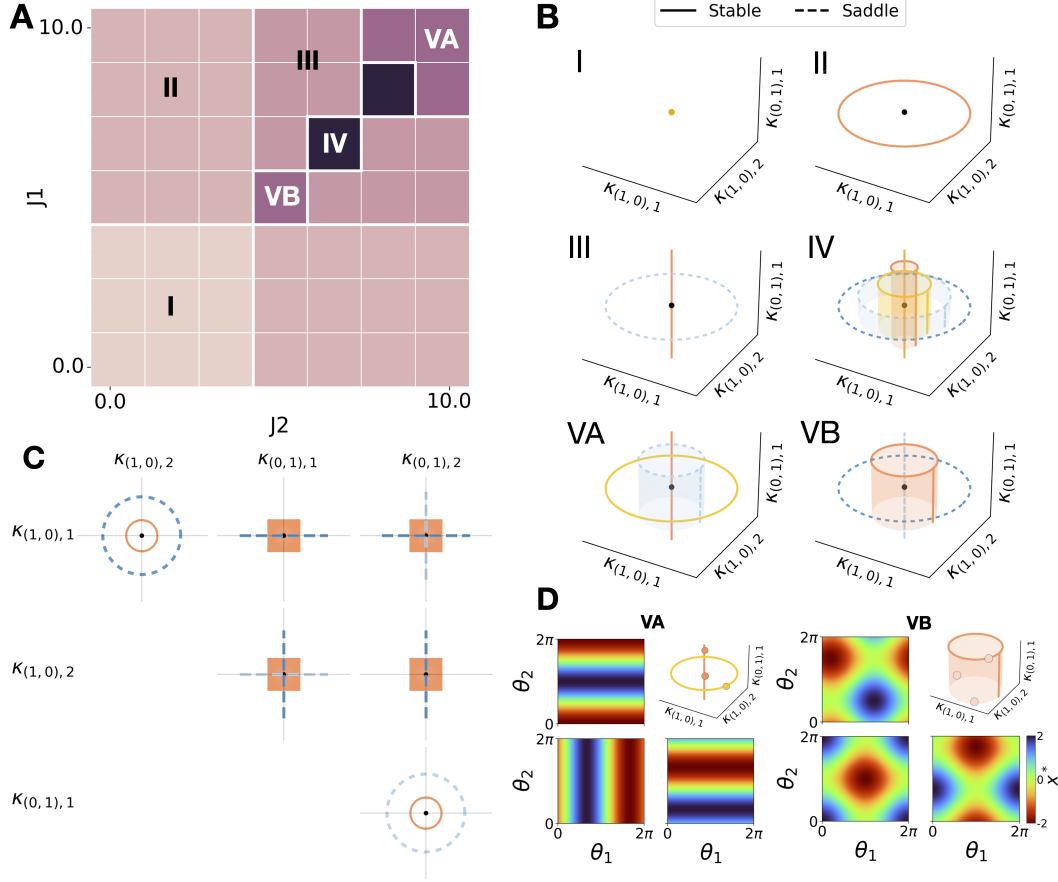 A
10.0
0.0
J1
0.0
10.0
J2
I
II
III
IV
VA
VB
B
Stable
Saddle
I
κ(0, 1), 1
κ(1, 0), 1
κ(1, 0), 2
II
κ(0, 1), 1
κ(1, 0), 1
κ(1, 0), 2
III
κ(0, 1), 1
κ(1, 0), 1
κ(1, 0), 2
IV
κ(0, 1), 1
κ(1, 0), 1
κ(1, 0), 2
VA
κ(0, 1), 1
κ(1, 0), 1
κ(1, 0), 2
VB
κ(0, 1), 1
κ(1, 0), 1
κ(1, 0), 2
C
κ(1, 0), 2
κ(0, 1), 1
κ(0, 1), 2
κ(1, 0), 1
κ(1, 0), 2
κ(0, 1), 1
D
VA
2π
θ2
0
κ(0, 1), 1
κ(1, 0), 1
κ(1, 0), 2
2π
θ2
0
0
2π
θ1
0
2π
θ1
VB
2π
θ2
0
κ(0, 1), 1
κ(1, 0), 1
κ(1, 0), 2
2π
θ2
0
0
2π
θ1
0
2π
θ1
2
0
-2
x*